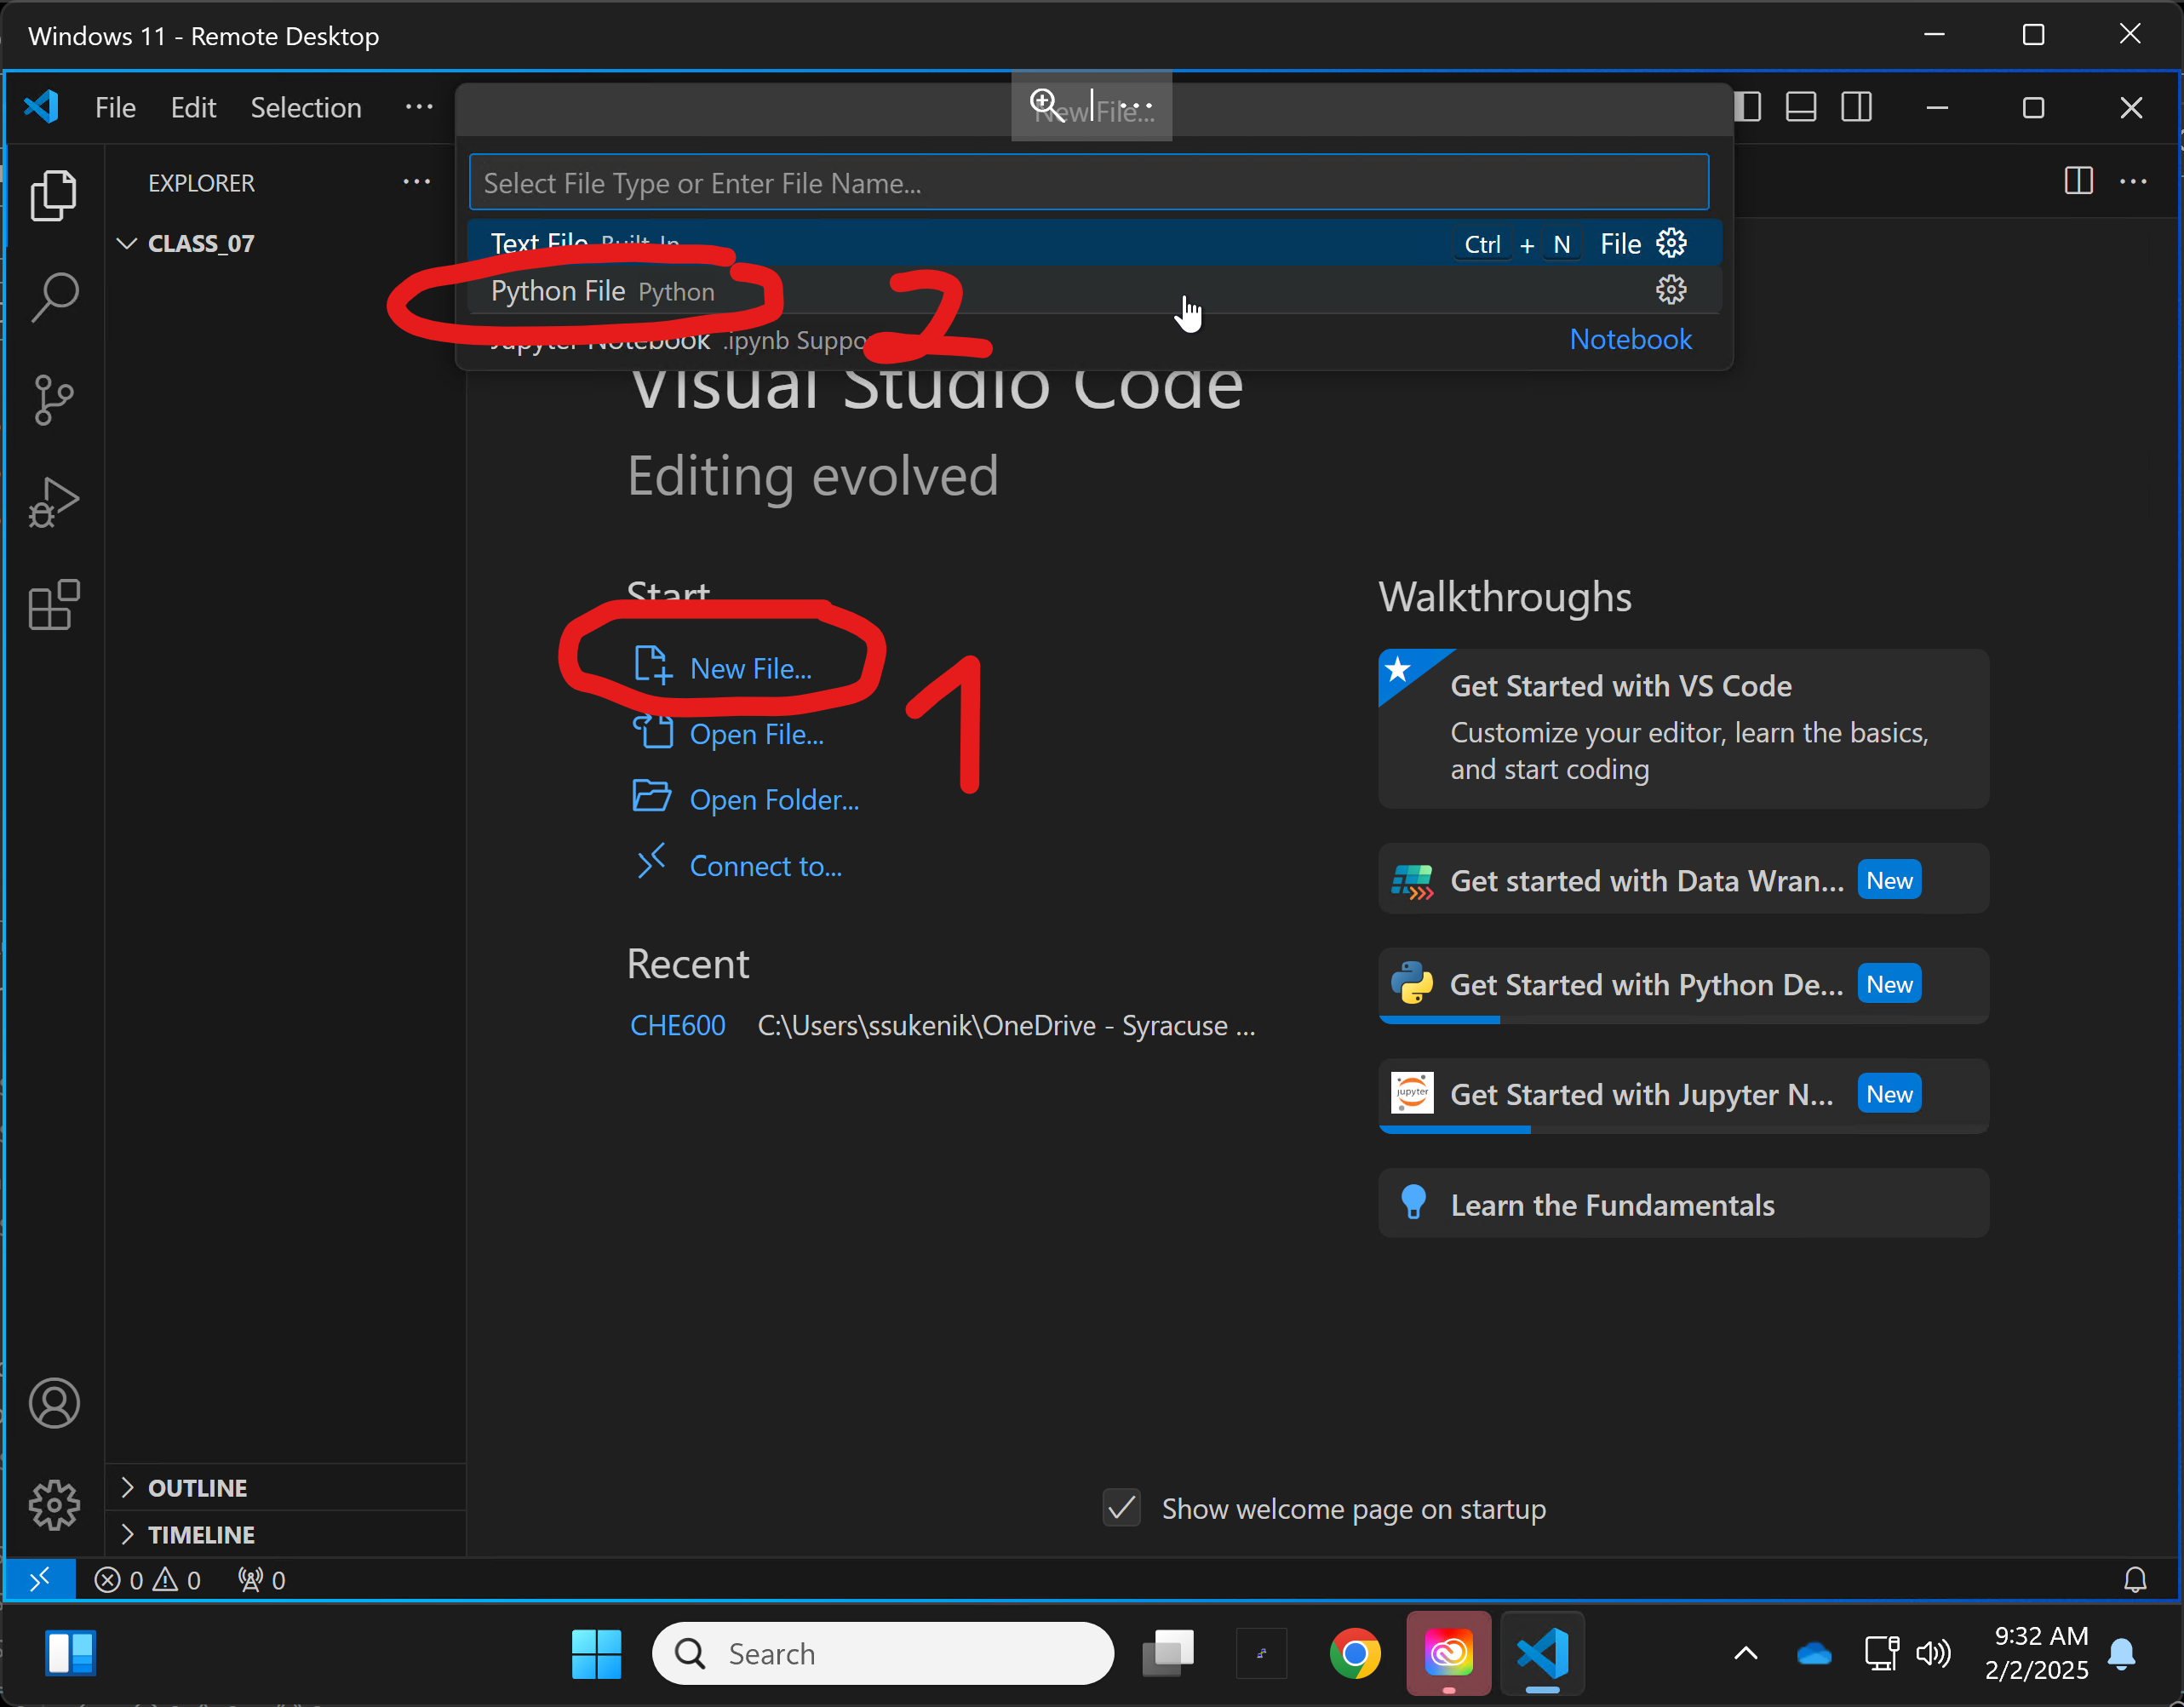 Windows 11 - Remote Desktop
File Edit Selection ...
New File...
EXPLORER ...
Select File Type or Enter File Name...
CLASS_07
Text File Built-In Ctrl + N File
Python File Python
2
Jupyter Notebook .ipynb Suppo
Notebook
Visual Studio Code
Editing evolved
Start
Walkthroughs
New File...
1
Open File...
Open Folder...
Connect to...
Get Started with VS Code
Customize your editor, learn the basics,
and start coding
Get started with Data Wran... New
Recent
CHE600 C:\Users\ssukenik\OneDrive - Syracuse ...
Get Started with Python De... New
jupyter
Get Started with Jupyter N... New
Learn the Fundamentals
OUTLINE
TIMELINE
Show welcome page on startup
0 0 0
Search
9:32 AM
2/2/2025